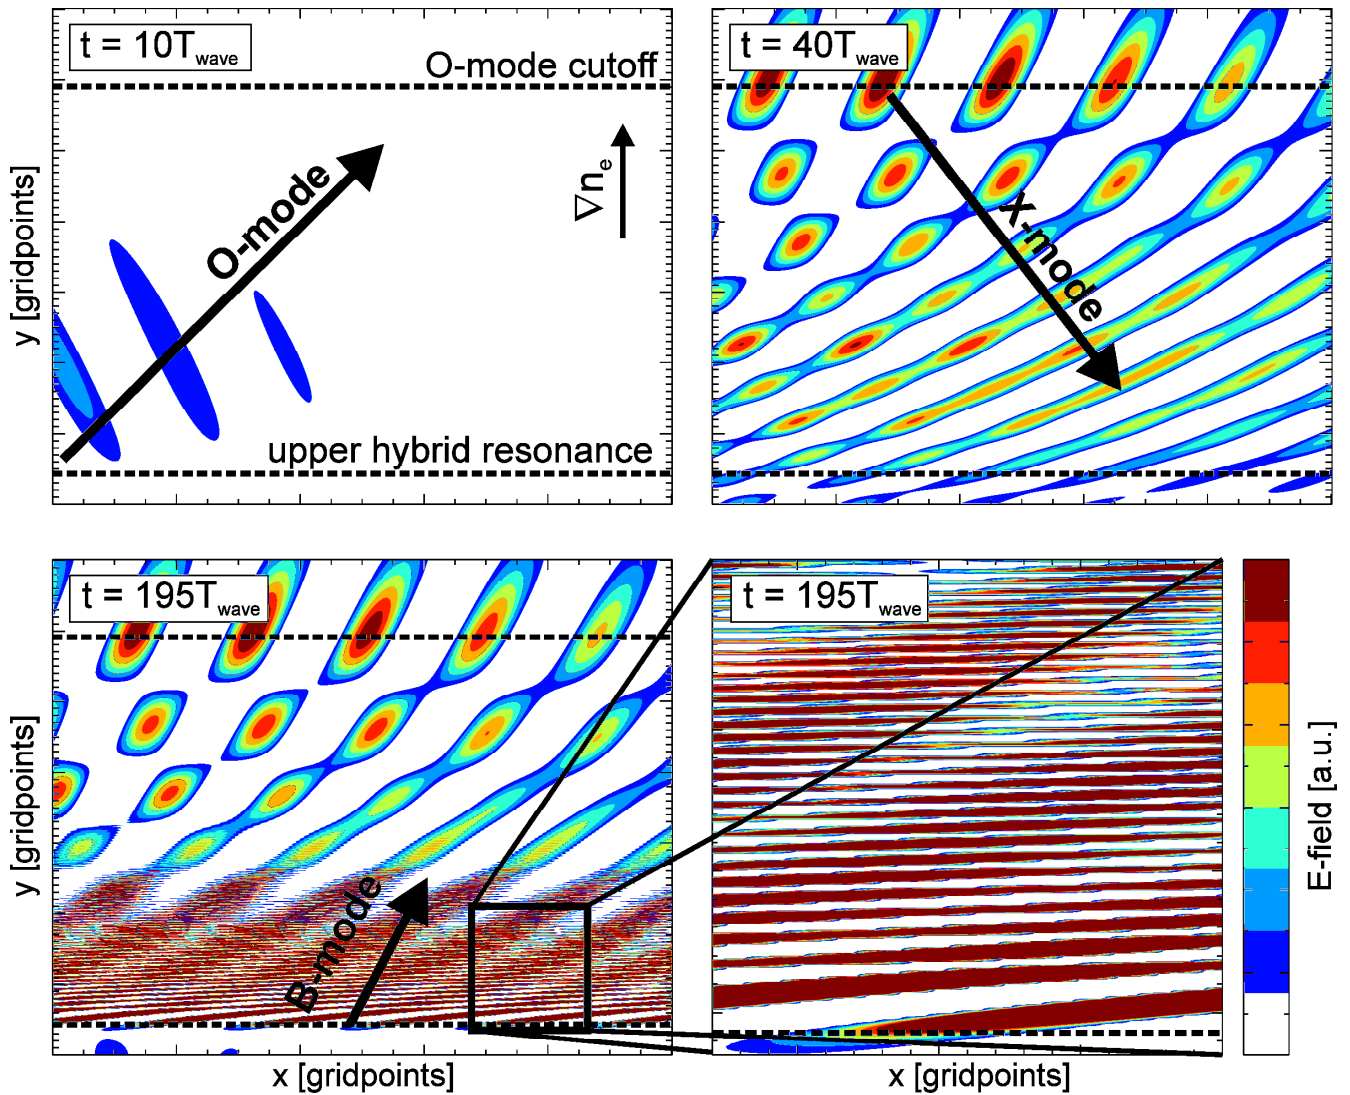 t = 10T_wave
O-mode cutoff
O-mode
∇n_e
upper hybrid resonance
y [gridpoints]
t = 40T_wave
X-mode
t = 195T_wave
B-mode
y [gridpoints]
x [gridpoints]
t = 195T_wave
x [gridpoints]
E-field [a.u.]